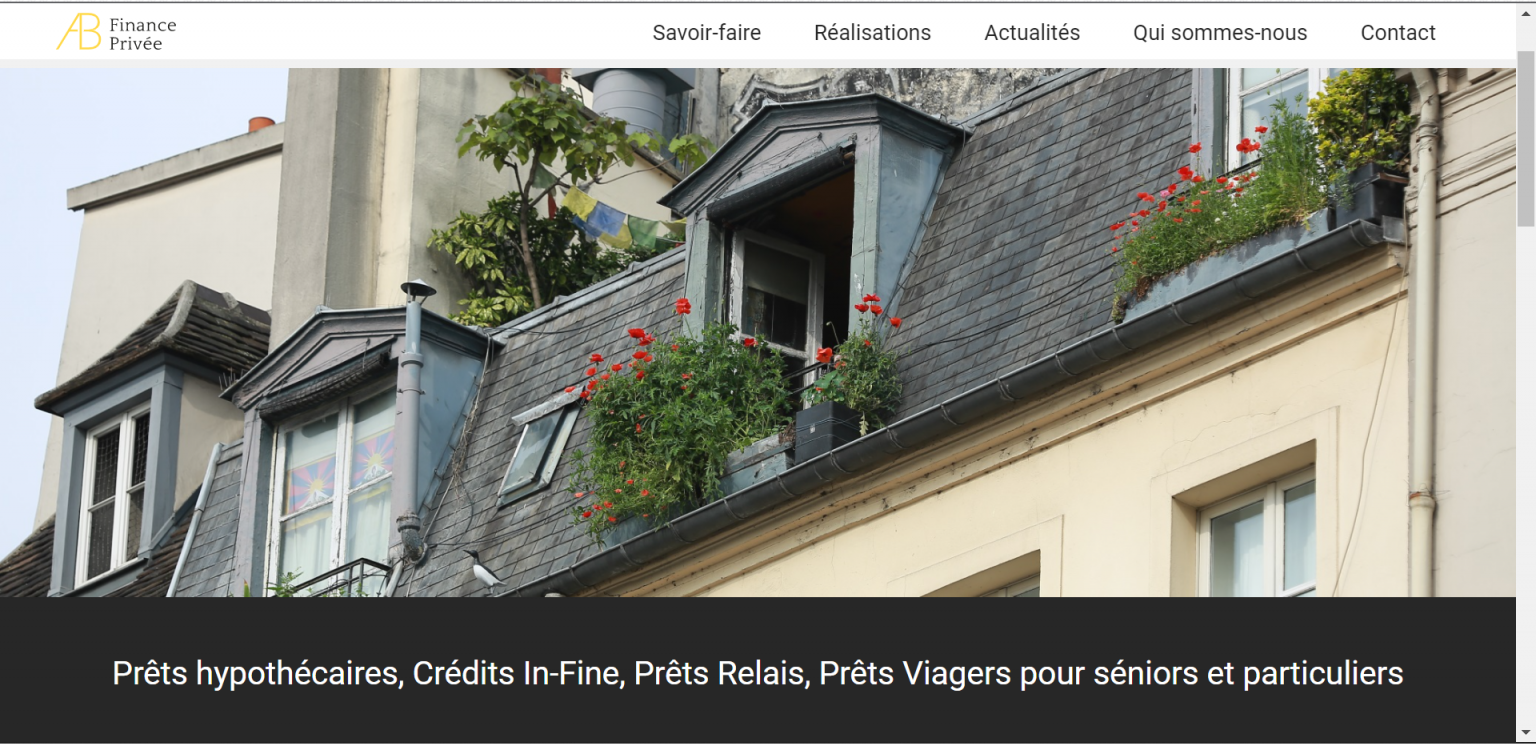 AB Finance
Privée
Savoir-faire Réalisations Actualités Qui sommes-nous Contact
Prêts hypothécaires, Crédits In-Fine, Prêts Relais, Prêts Viagers pour séniors et particuliers